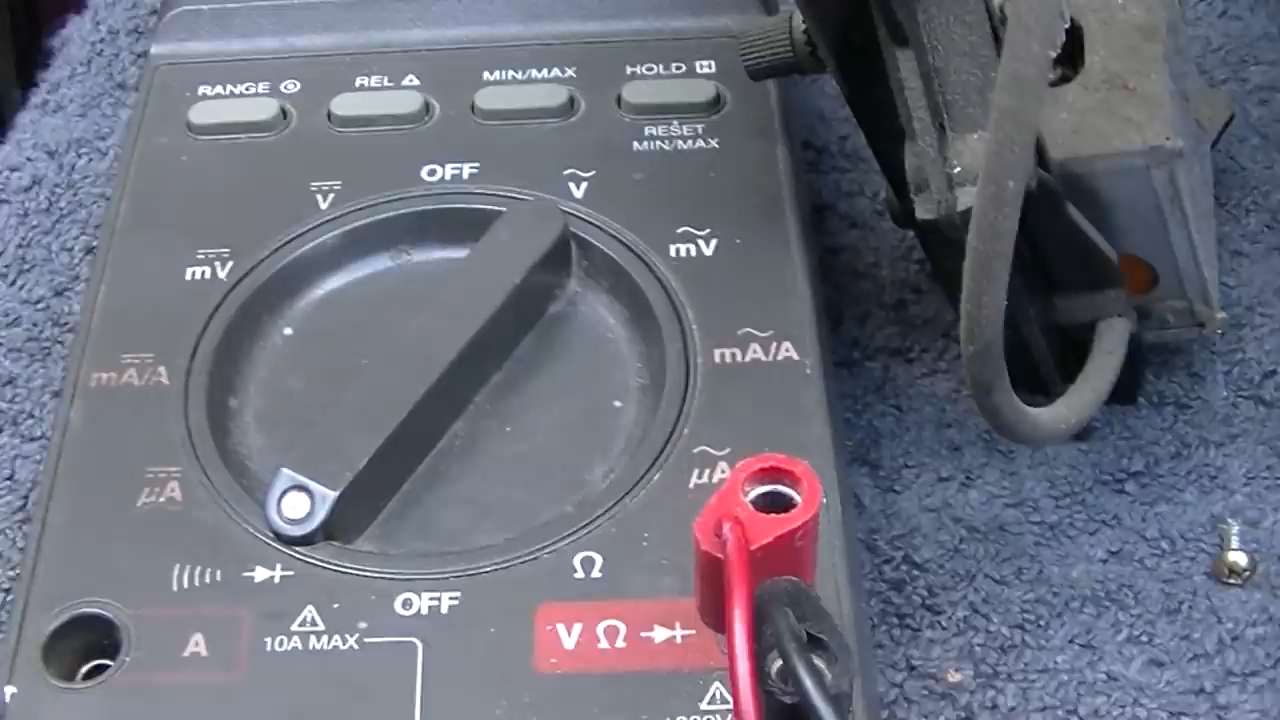 RANGE
REL
MIN/MAX
HOLD H
RESET
MIN/MAX
OFF
V
V
mV
mV
mA/A
mA/A
µA
µA
Ω
OFF
A
10A MAX
V Ω